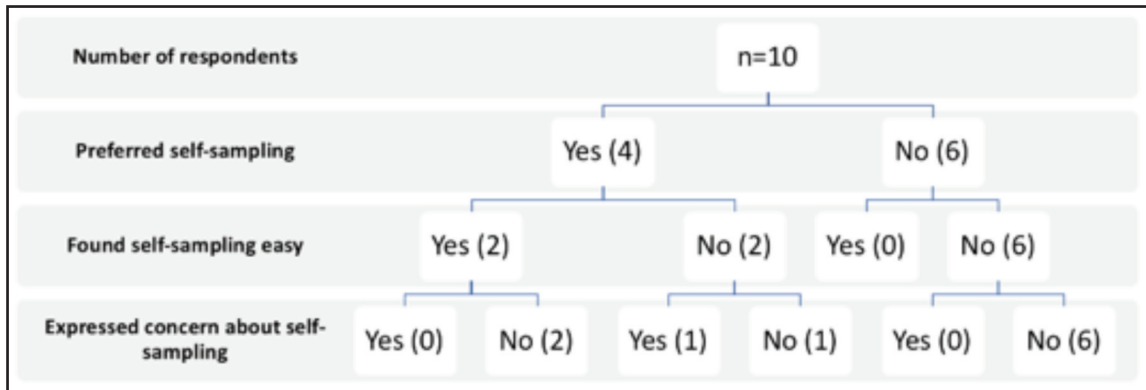 Number of respondents
n=10
Preferred self-sampling
Yes (4)
No (6)
Found self-sampling easy
Yes (2)
No (2)
Yes (0)
No (6)
Expressed concern about self-
sampling
Yes (0)
No (2)
Yes (1)
No (1)
Yes (0)
No (6)